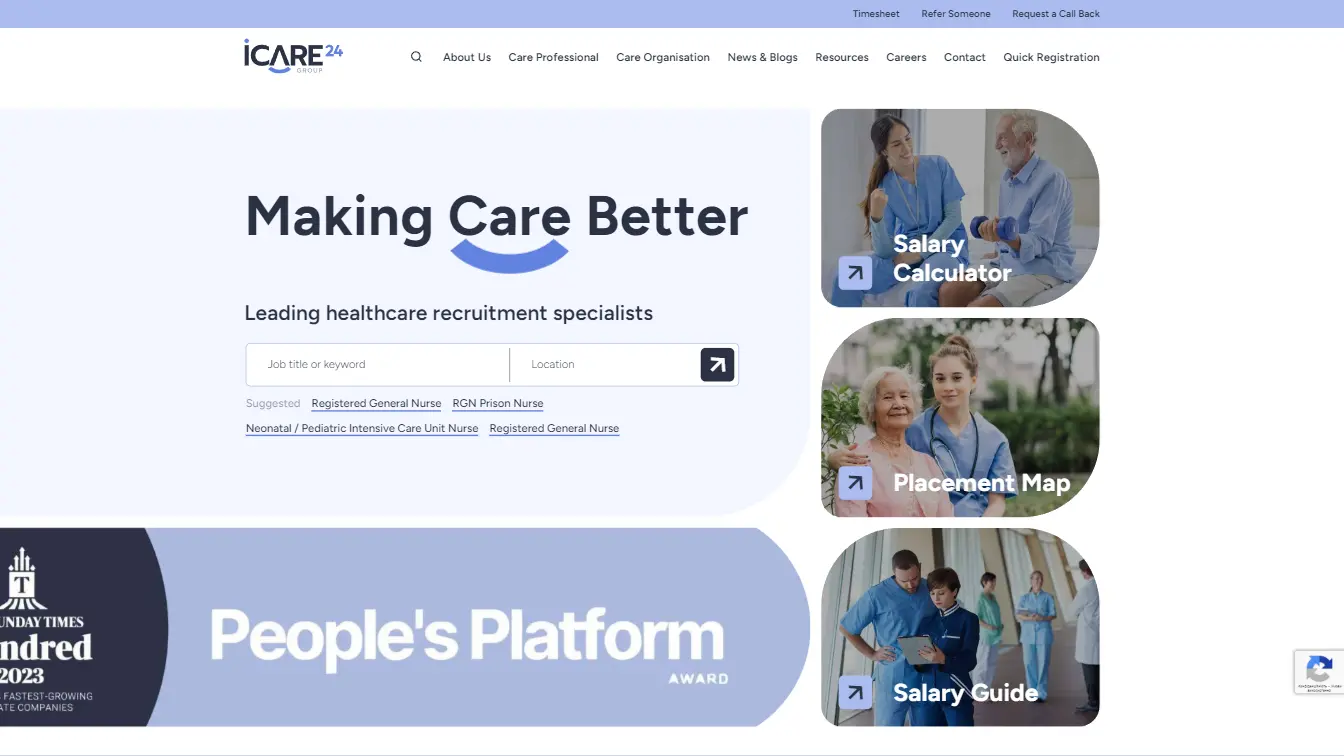 Timesheet Refer Someone Request a Call Back
iCARE24
GROUP
About Us Care Professional Care Organisation News & Blogs Resources Careers Contact Quick Registration
Making Care Better
Leading healthcare recruitment specialists
Job title or keyword Location
Suggested Registered General Nurse RGN Prison Nurse
Neonatal / Pediatric Intensive Care Unit Nurse Registered General Nurse
Salary
Calculator
Placement Map
T
UNDAY TIMES
ndred
2023
FASTEST-GROWING
ATE COMPANIES
People's Platform
AWARD
Salary Guide